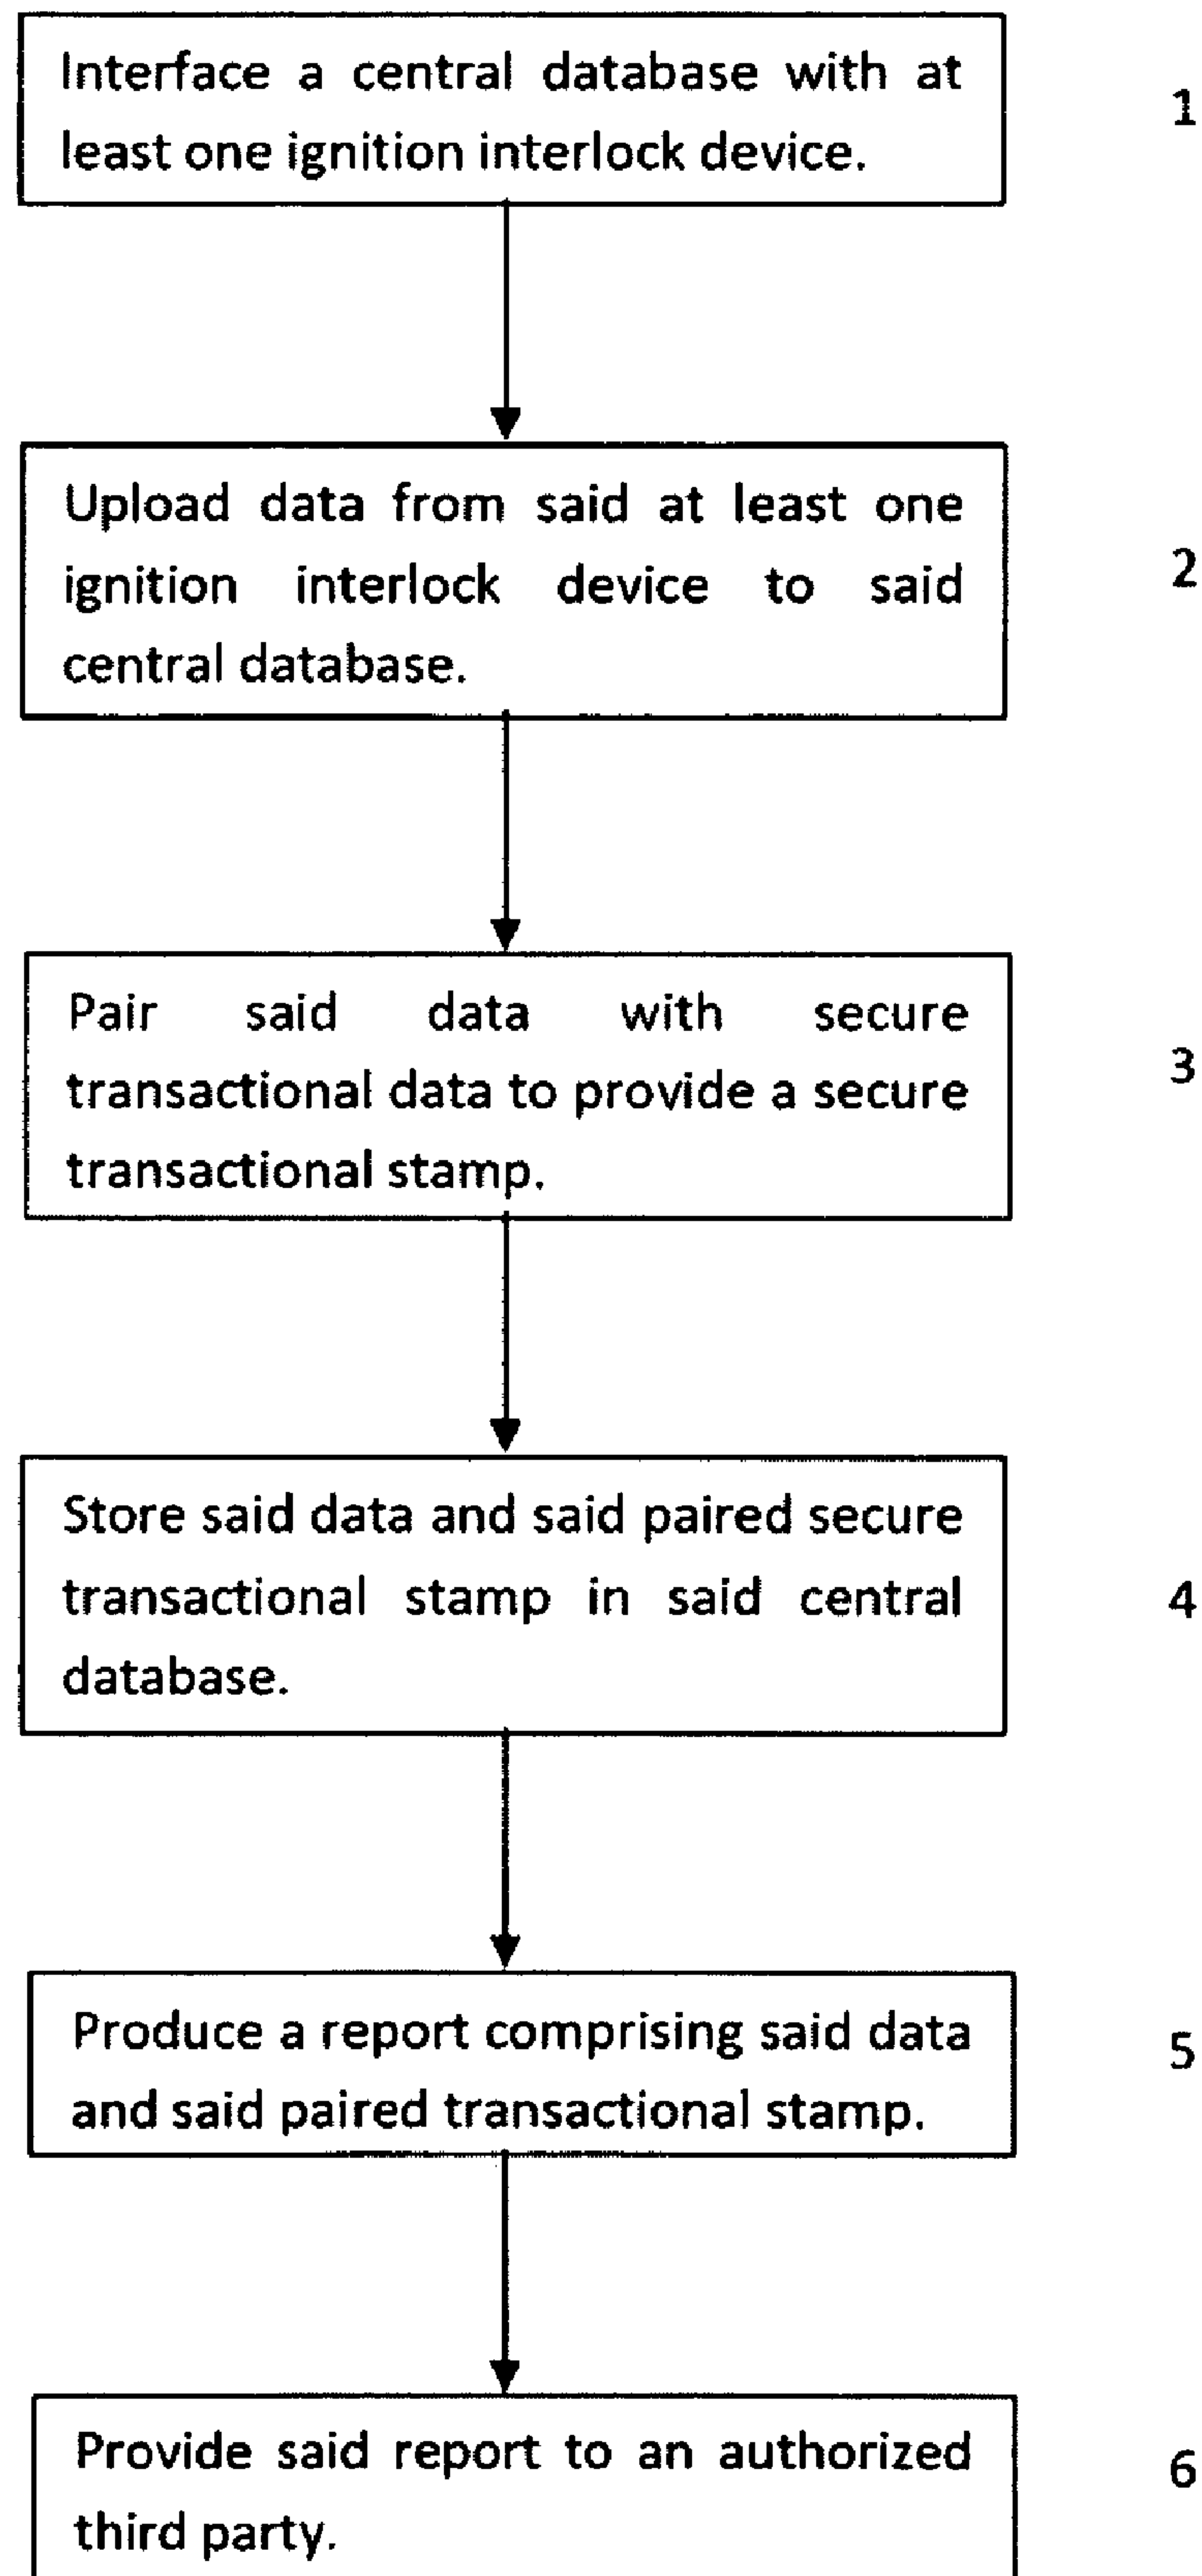 Interface a central database with at
least one ignition interlock device.
1
Upload data from said at least one
ignition interlock device to said
central database.
2
Pair said data with secure
transactional data to provide a secure
transactional stamp.
3
Store said data and said paired secure
transactional stamp in said central
database.
4
Produce a report comprising said data
and said paired transactional stamp.
5
Provide said report to an authorized
third party.
6